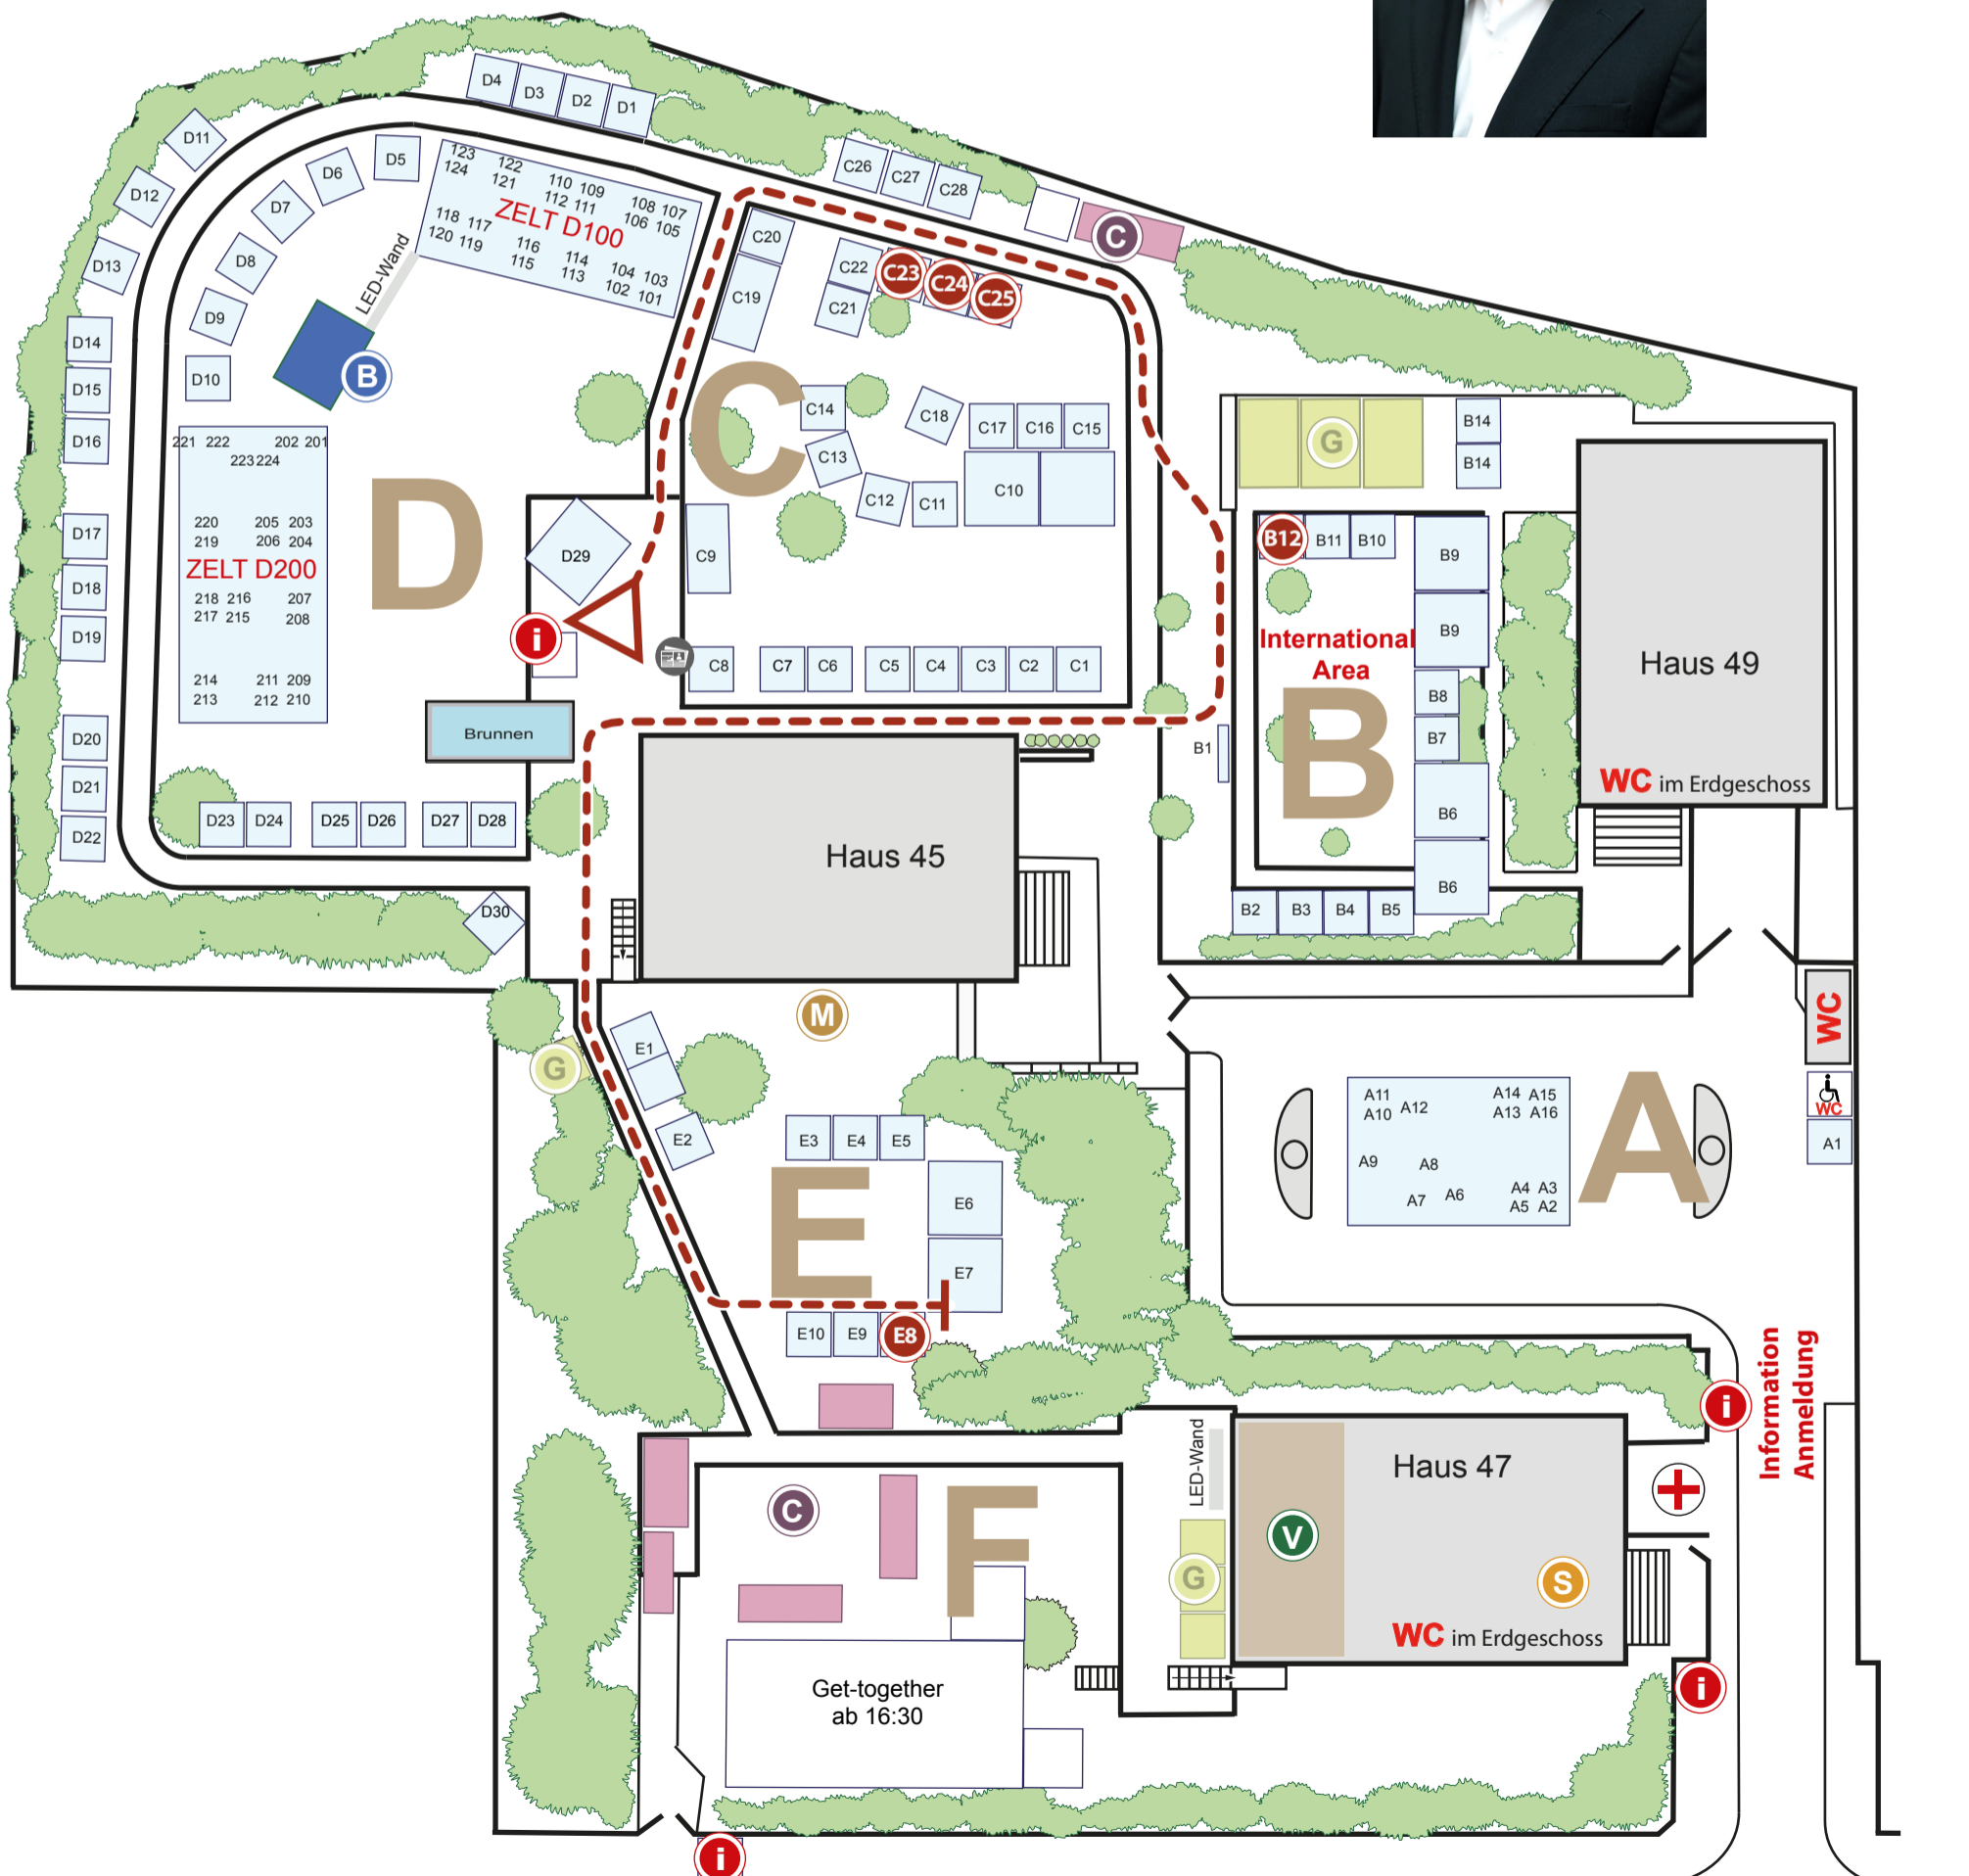 D4 D3 D2 D1
D11
D12
D13
D5
D6
D7
D8
D9
D10
123 122
124 121
110 109
112 111
108 107
106 105
ZELT D100
118 117
120 119
116
115
114
113
104 103
102 101
LED-Wand
B
C26 C27 C28
C
C20
C19
C22
C21
C23
C24
C25
C
C14
C13
C18
C17 C16 C15
C12
C11
C10
C9
C8 C7 C6 C5 C4 C3 C2 C1
D14
D15
D16
D17
D18
D19
D20
D21
D22
221 222 202 201
223 224
220 205 203
219 206 204
ZELT D200
218 216 207
217 215 208
214 211 209
213 212 210
D
D29
i
Brunnen
D23 D24 D25 D26 D27 D28
D30
G
B14
B14
B12 B11 B10
B9
B9
International
Area
B8
B7
B
B1
B6
B6
B2 B3 B4 B5
Haus 49
WC im Erdgeschoss
Haus 45
M
G
E1
E2
E3 E4 E5
E6
E7
E
E10 E9 E8
WC
WC
A1
A11
A10
A12
A14 A15
A13 A16
A9
A8
A7
A6
A4 A3
A5 A2
A
Information
Anmeldung
i
LED-Wand
Haus 47
V
G
S
WC im Erdgeschoss
C
F
Get-together
ab 16:30
i
i